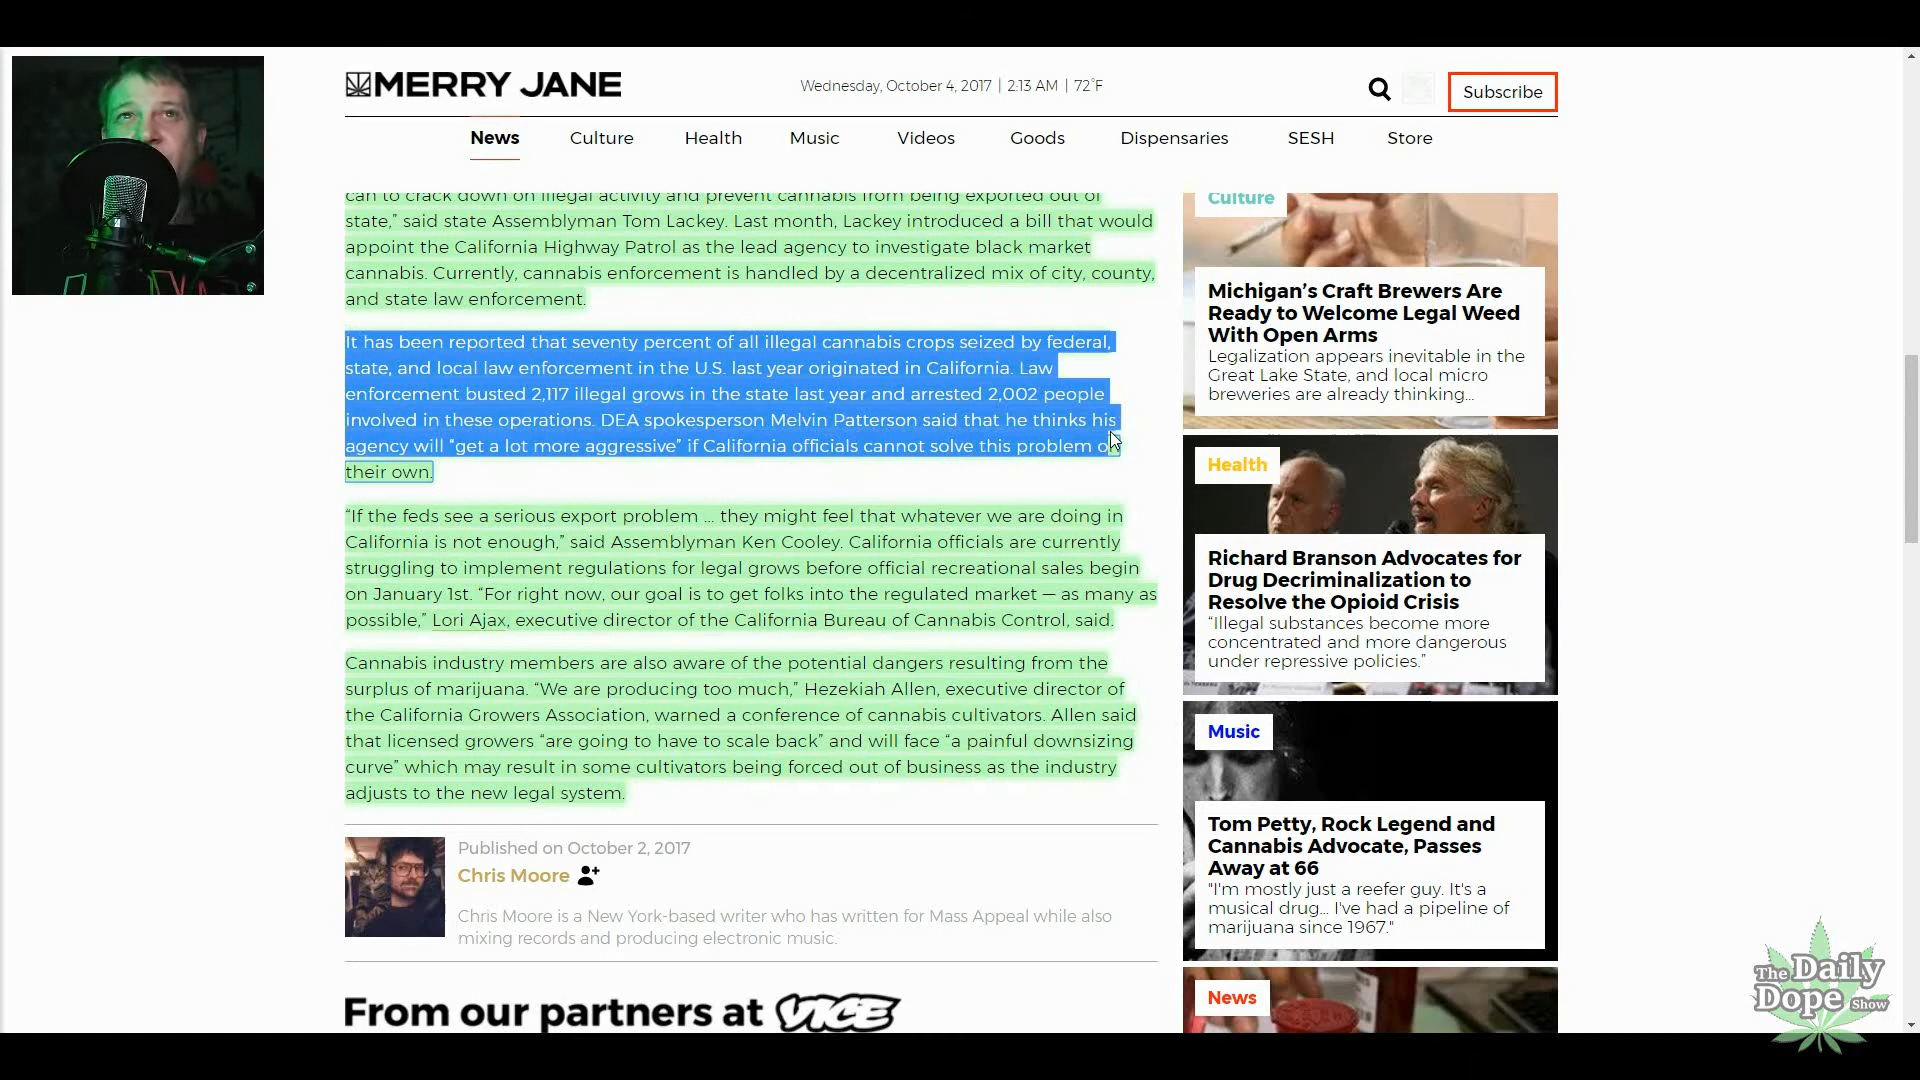 MERRY JANE
Wednesday, October 4, 2017 | 2:13 AM | 72°F
Subscribe
News Culture Health Music Videos Goods Dispensaries SESH Store
can to crack down on illegal activity and prevent cannabis from being exported out of
state,” said state Assemblyman Tom Lackey. Last month, Lackey introduced a bill that would
appoint the California Highway Patrol as the lead agency to investigate black market
cannabis. Currently, cannabis enforcement is handled by a decentralized mix of city, county,
and state law enforcement.
It has been reported that seventy percent of all illegal cannabis crops seized by federal,
state, and local law enforcement in the U.S. last year originated in California. Law
enforcement busted 2,117 illegal grows in the state last year and arrested 2,002 people
involved in these operations. DEA spokesperson Melvin Patterson said that he thinks his
agency will “get a lot more aggressive” if California officials cannot solve this problem on
their own.
“If the feds see a serious export problem ... they might feel that whatever we are doing in
California is not enough,” said Assemblyman Ken Cooley. California officials are currently
struggling to implement regulations for legal grows before official recreational sales begin
on January 1st. “For right now, our goal is to get folks into the regulated market — as many as
possible,” Lori Ajax, executive director of the California Bureau of Cannabis Control, said.
Cannabis industry members are also aware of the potential dangers resulting from the
surplus of marijuana. “We are producing too much,” Hezekiah Allen, executive director of
the California Growers Association, warned a conference of cannabis cultivators. Allen said
that licensed growers “are going to have to scale back” and will face “a painful downsizing
curve” which may result in some cultivators being forced out of business as the industry
adjusts to the new legal system.
Published on October 2, 2017
Chris Moore
Chris Moore is a New York-based writer who has written for Mass Appeal while also
mixing records and producing electronic music.
From our partners at VICE
Culture
Michigan’s Craft Brewers Are
Ready to Welcome Legal Weed
With Open Arms
Legalization appears inevitable in the
Great Lake State, and local micro
breweries are already thinking...
Health
Richard Branson Advocates for
Drug Decriminalization to
Resolve the Opioid Crisis
“Illegal substances become more
concentrated and more dangerous
under repressive policies.”
Music
Tom Petty, Rock Legend and
Cannabis Advocate, Passes
Away at 66
"I'm mostly just a reefer guy. It's a
musical drug... I've had a pipeline of
marijuana since 1967."
News
The Daily
Dope Show